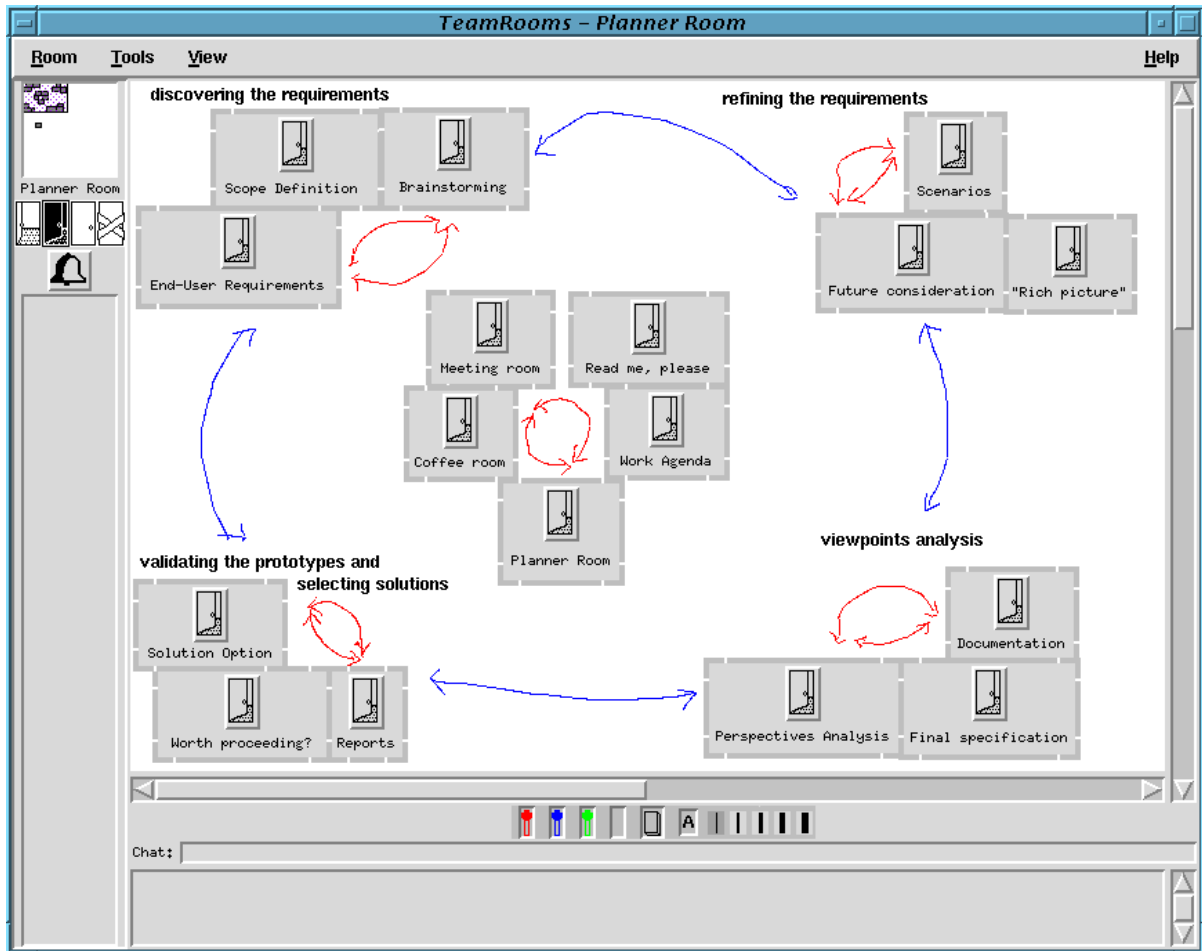 TeamRooms – Planner Room
Room Tools View Help
discovering the requirements
refining the requirements
Planner Room
Scope Definition
Brainstorming
Scenarios
End-User Requirements
Future consideration
"Rich picture"
Meeting room
Read me, please
Coffee room
Work Agenda
Planner Room
validating the prototypes and
selecting solutions
viewpoints analysis
Solution Option
Documentation
Worth proceeding?
Reports
Perspectives Analysis
Final specification
A
Chat: